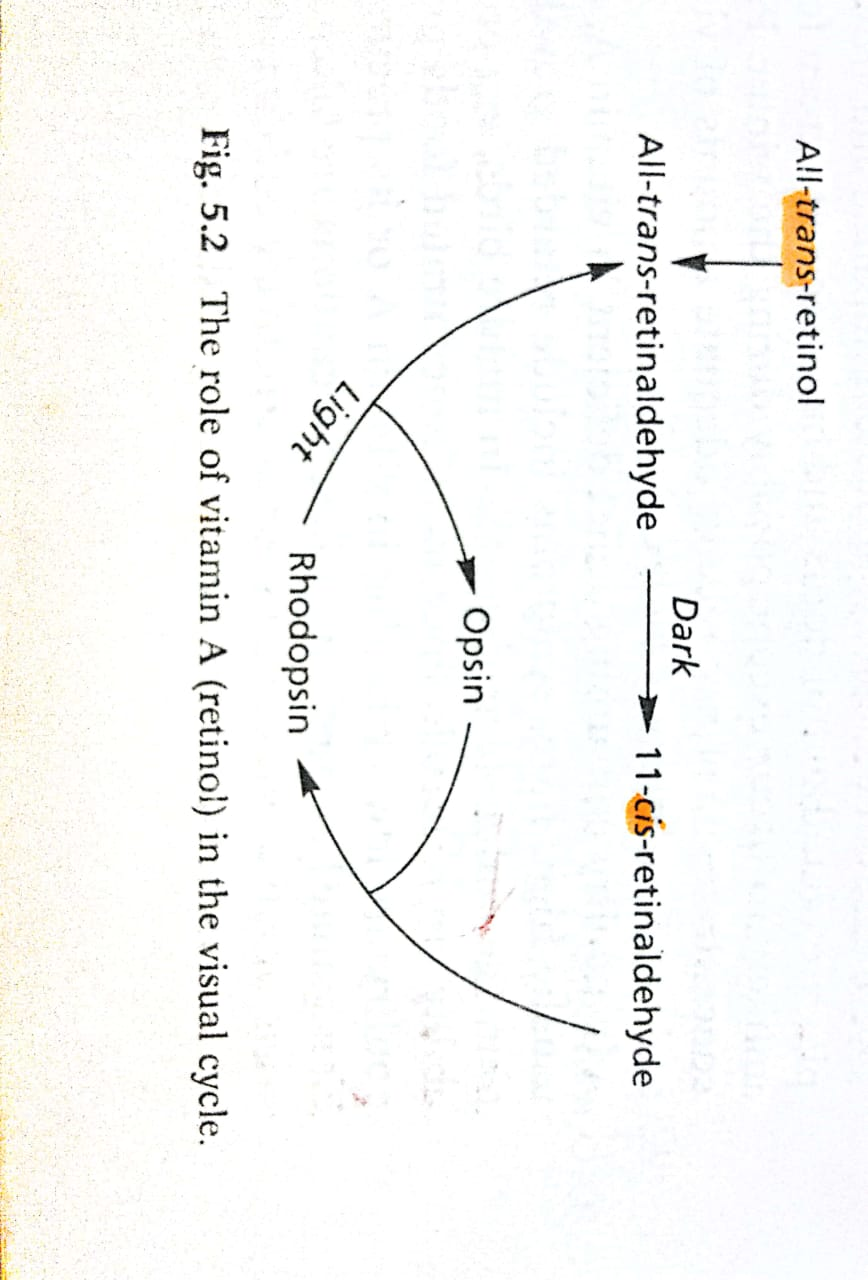 All-trans-retinol
Dark
All-trans-retinaldehyde 11-cis-retinaldehyde
Opsin
Light
Rhodopsin
Fig. 5.2 The role of vitamin A (retinol) in the visual cycle.